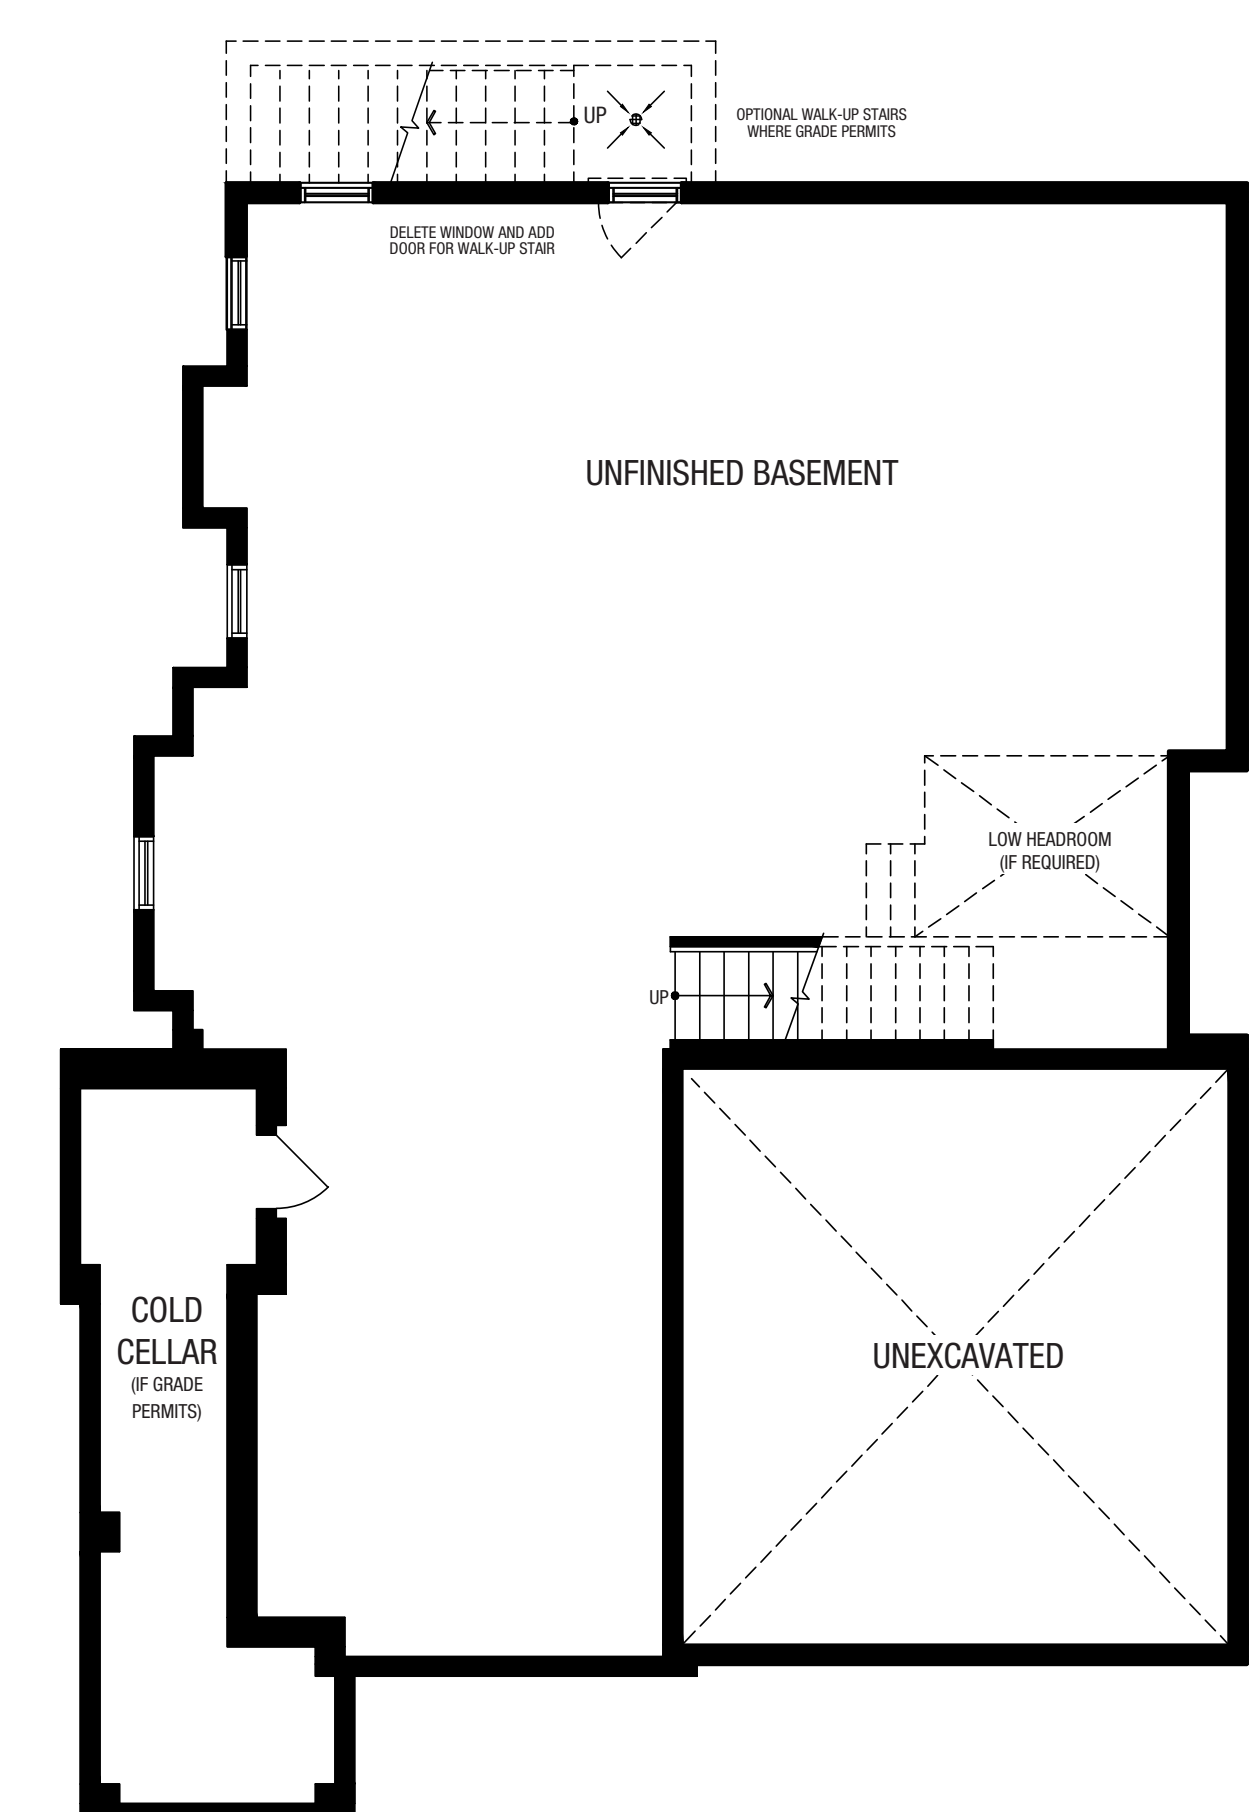 UP
OPTIONAL WALK-UP STAIRS
WHERE GRADE PERMITS
DELETE WINDOW AND ADD
DOOR FOR WALK-UP STAIR
UNFINISHED BASEMENT
LOW HEADROOM
(IF REQUIRED)
UP
COLD
CELLAR
(IF GRADE
PERMITS)
UNEXCAVATED